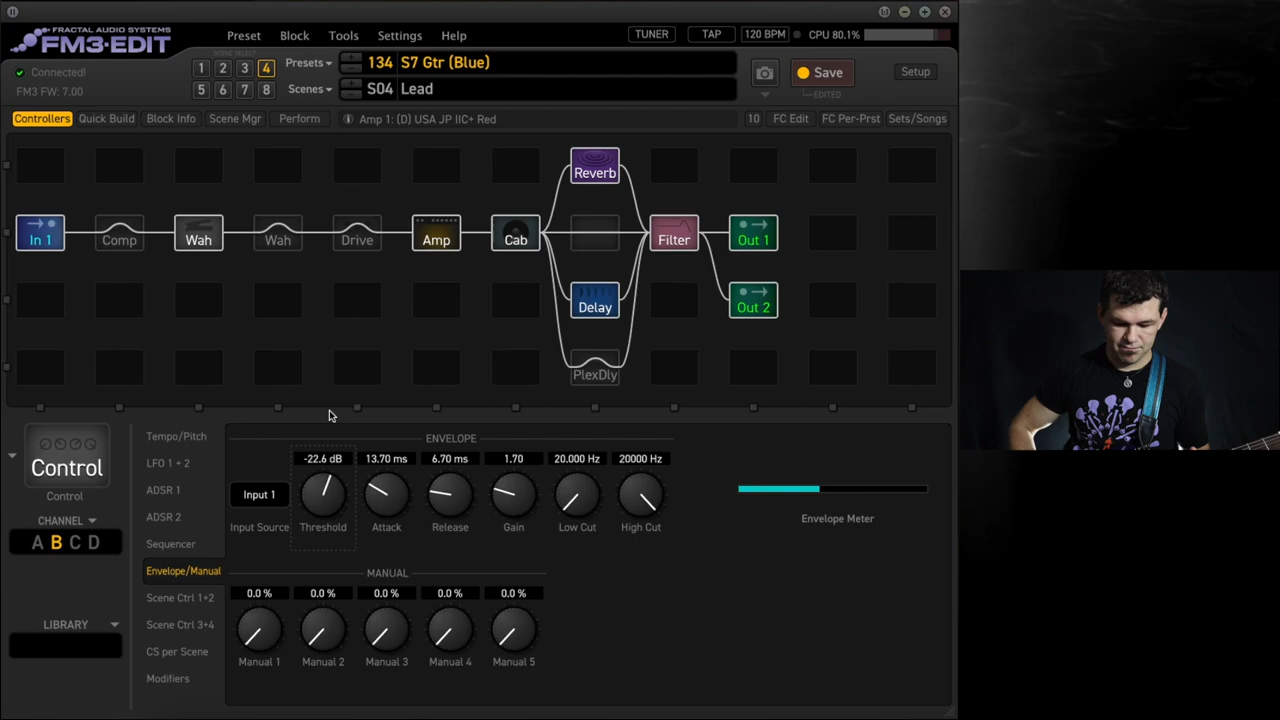 FRACTAL AUDIO SYSTEMS
FM3-EDIT
Preset Block Tools Settings Help
TUNER TAP 120 BPM CPU 80.1%
SCENE SELECT
1 2 3 4
5 6 7 8
Connected!
FM3 FW: 7.00
Presets 134 S7 Gtr (Blue)
Scenes S04 Lead
Save
EDITED
Setup
Controllers Quick Build Block Info Scene Mgr Perform Amp 1: (D) USA JP IIC+ Red 10 FC Edit FC Per-Prst Sets/Songs
Reverb
In 1 Comp Wah Wah Drive Amp Cab Filter Out 1
Delay Out 2
PlexDly
Control
Control
CHANNEL
A B C D
LIBRARY
Tempo/Pitch
LFO 1 + 2
ADSR 1
ADSR 2
Sequencer
Envelope/Manual
Scene Ctrl 1+2
Scene Ctrl 3+4
CS per Scene
Modifiers
ENVELOPE
-22.6 dB 13.70 ms 6.70 ms 1.70 20.000 Hz 20000 Hz
Input 1
Input Source Threshold Attack Release Gain Low Cut High Cut
Envelope Meter
MANUAL
0.0 % 0.0 % 0.0 % 0.0 % 0.0 %
Manual 1 Manual 2 Manual 3 Manual 4 Manual 5